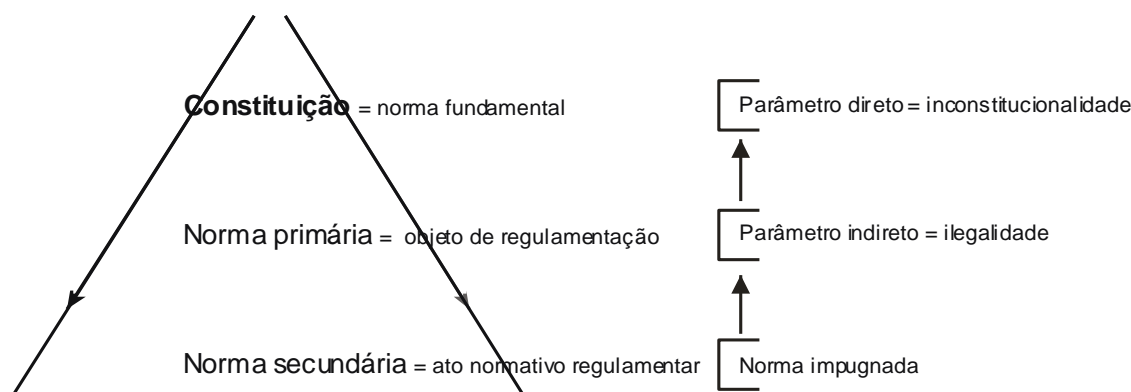 Constituição = norma fundamental
Parâmetro direto = inconstitucionalidade
Norma primária = objeto de regulamentação
Parâmetro indireto = ilegalidade
Norma secundária = ato normativo regulamentar
Norma impugnada